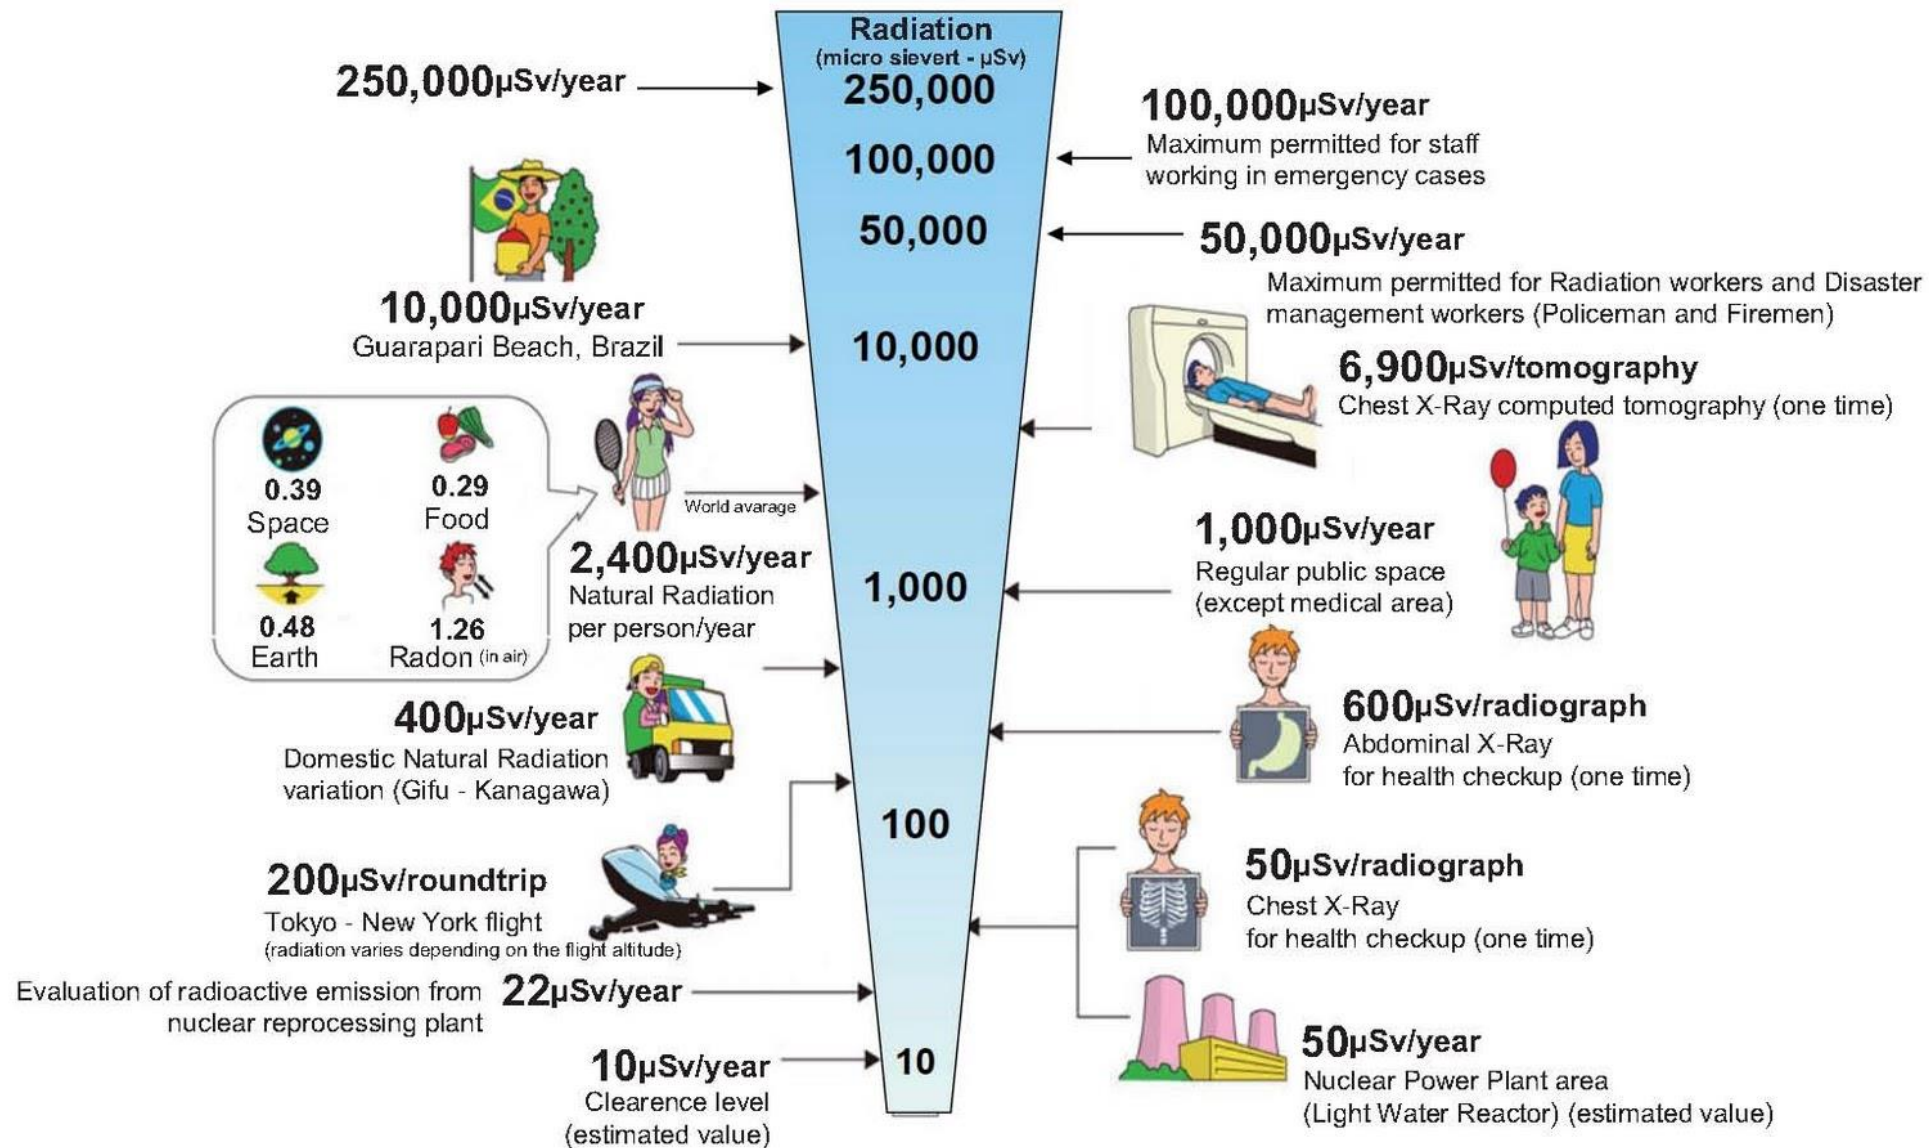 Radiation
(micro sievert - µSv)
250,000
100,000
50,000
10,000
1,000
100
10
250,000µSv/year
10,000µSv/year
Guarapari Beach, Brazil
0.39
Space
0.29
Food
0.48
Earth
1.26
Radon (in air)
World avarage
2,400µSv/year
Natural Radiation
per person/year
400µSv/year
Domestic Natural Radiation
variation (Gifu - Kanagawa)
200µSv/roundtrip
Tokyo - New York flight
(radiation varies depending on the flight altitude)
Evaluation of radioactive emission from
nuclear reprocessing plant
22µSv/year
10µSv/year
Clearence level
(estimated value)
100,000µSv/year
Maximum permitted for staff
working in emergency cases
50,000µSv/year
Maximum permitted for Radiation workers and Disaster
management workers (Policeman and Firemen)
6,900µSv/tomography
Chest X-Ray computed tomography (one time)
1,000µSv/year
Regular public space
(except medical area)
600µSv/radiograph
Abdominal X-Ray
for health checkup (one time)
50µSv/radiograph
Chest X-Ray
for health checkup (one time)
50µSv/year
Nuclear Power Plant area
(Light Water Reactor) (estimated value)